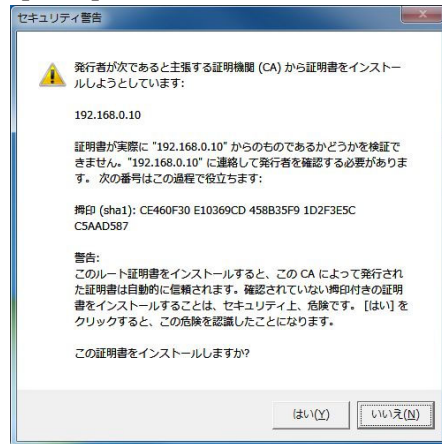 セキュリティ警告
発行者が次であると主張する証明機関 (CA) から証明書をインストー
ルしようとしています:
192.168.0.10
証明書が実際に "192.168.0.10" からのものであるかどうかを検証で
きません。"192.168.0.10" に連絡して発行者を確認する必要がありま
す。 次の番号はこの過程で役立ちます:
拇印 (sha1): CE460F30 E10369CD 458B35F9 1D2F3E5C
C5AAD587
警告:
このルート証明書をインストールすると、この CA によって発行され
た証明書は自動的に信頼されます。確認されていない拇印付きの証明
書をインストールすることは、セキュリティ上、危険です。 [はい] を
クリックすると、この危険を認識したことになります。
この証明書をインストールしますか?
はい(Y)
いいえ(N)